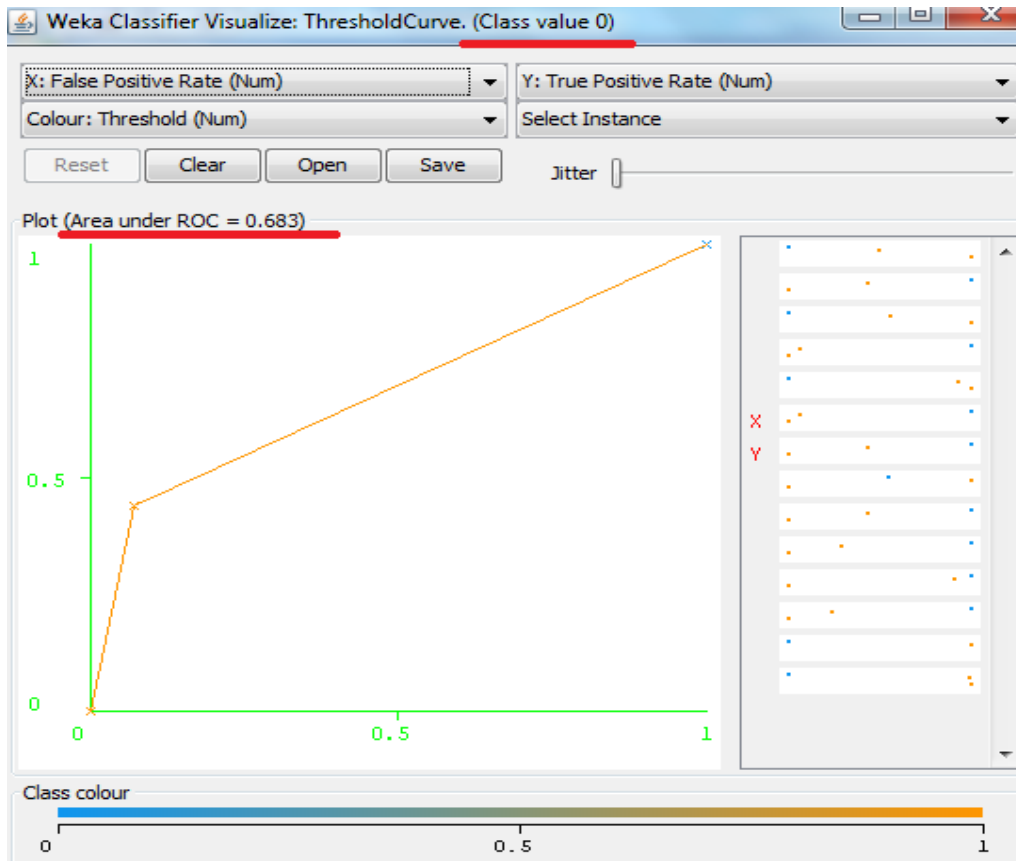 Weka Classifier Visualize: ThresholdCurve. (Class value 0)
X: False Positive Rate (Num)
Y: True Positive Rate (Num)
Colour: Threshold (Num)
Select Instance
Reset
Clear
Open
Save
Jitter
Plot (Area under ROC = 0.683)
1
0.5
0
0
0.5
1
X
Y
Class colour
0
0.5
1